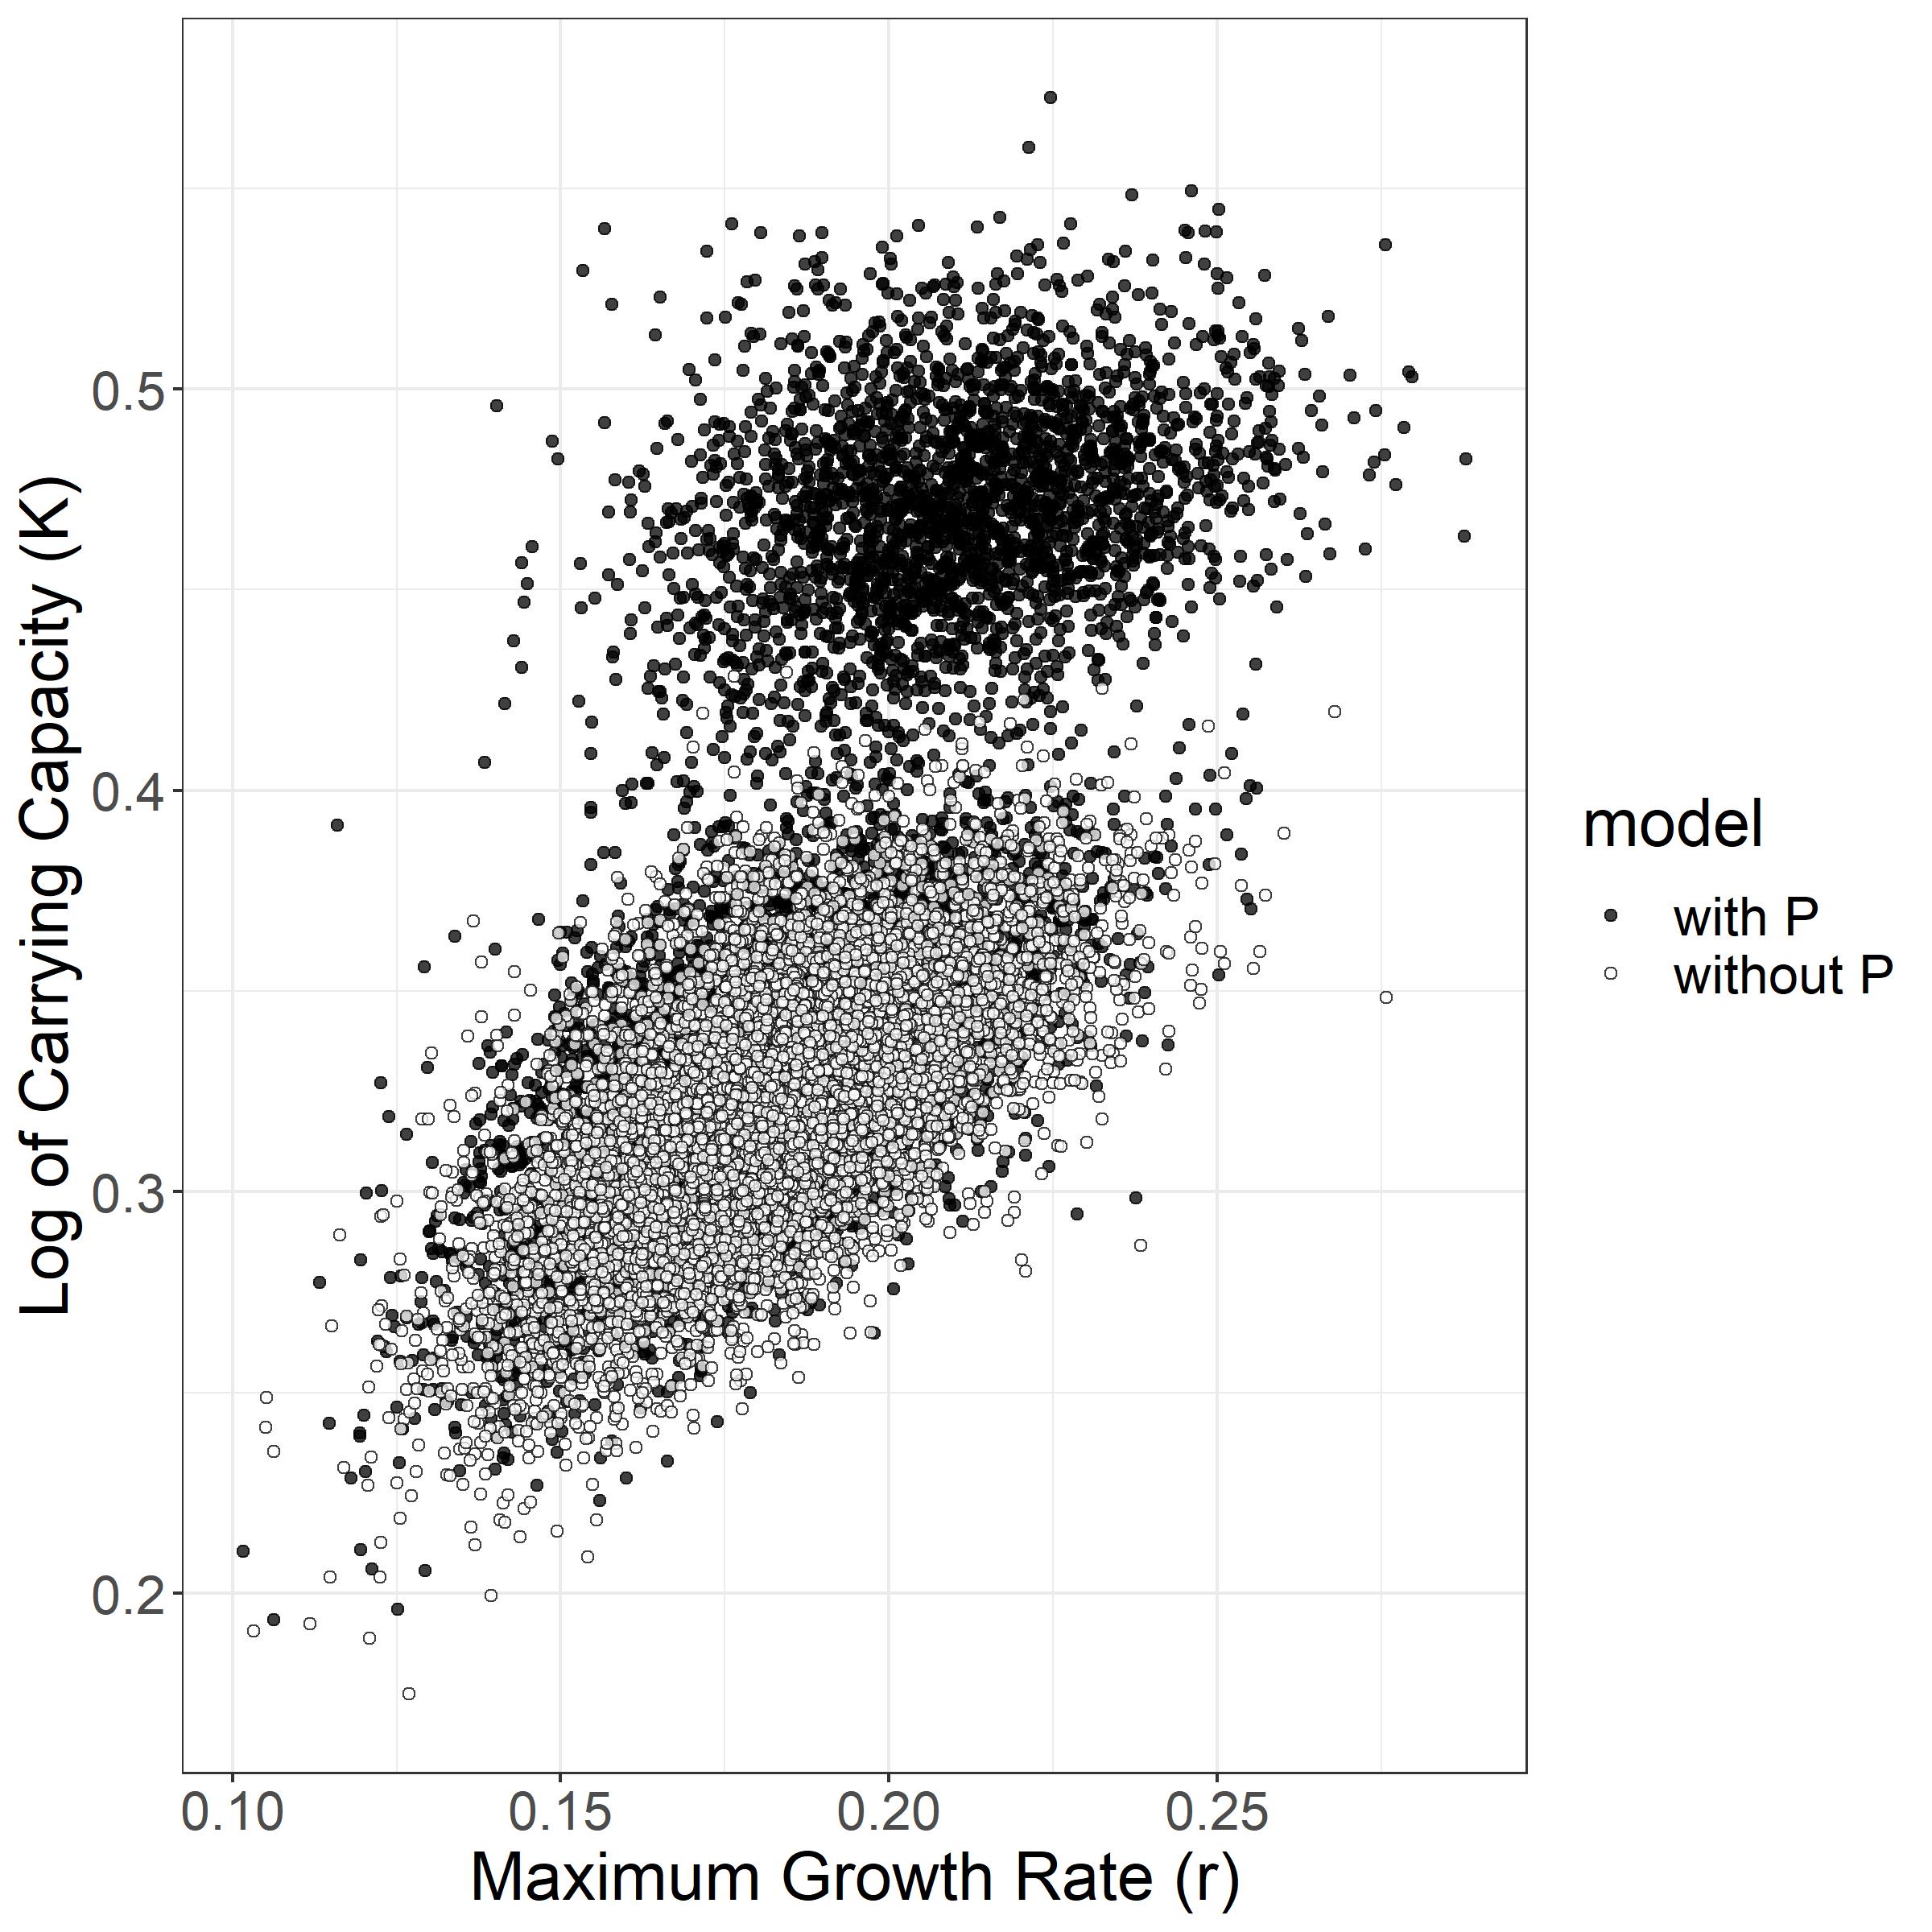 Log of Carrying Capacity (K)
0.5
0.4
0.3
0.2
0.10 0.15 0.20 0.25
Maximum Growth Rate (r)
model
with P
without P